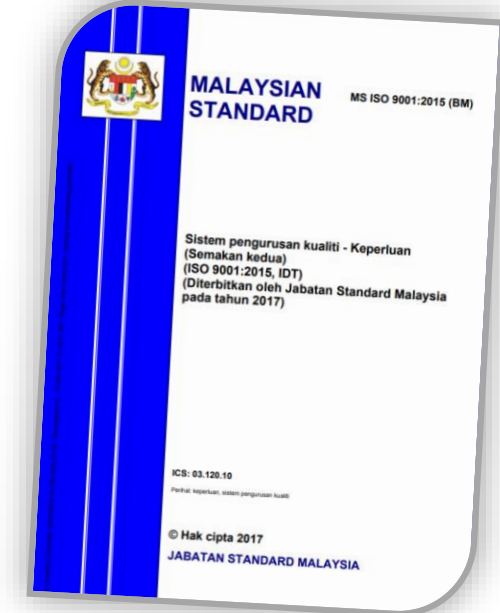 MALAYSIAN
STANDARD
MS ISO 9001:2015 (BM)
Sistem pengurusan kualiti - Keperluan
(Semakan kedua)
(ISO 9001:2015, IDT)
(Diterbitkan oleh Jabatan Standard Malaysia
pada tahun 2017)
ICS: 03.120.10
Perihal: keperluan, sistem pengurusan kualiti
© Hak cipta 2017
JABATAN STANDARD MALAYSIA